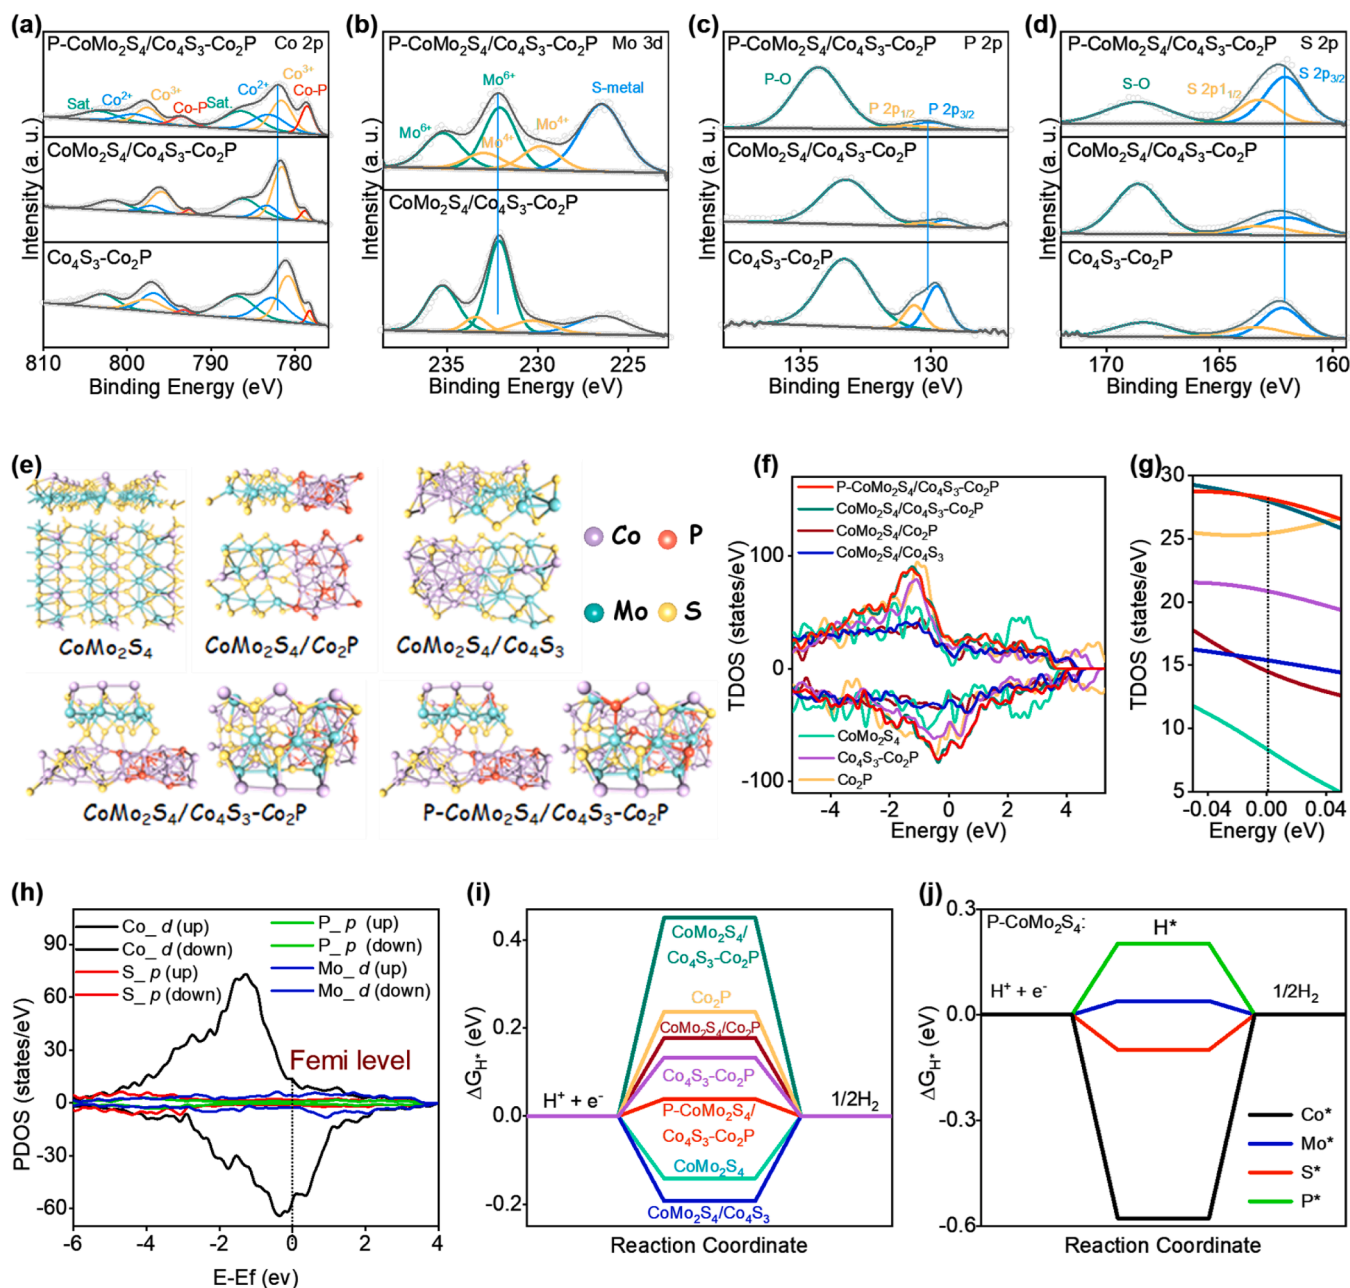 (a)
P-CoMo₂S₄/Co₄S₃-Co₂P Co 2p
Sat. Co²⁺ Co³⁺ Co-P Sat. Co²⁺ Co³⁺ Co-P
CoMo₂S₄/Co₄S₃-Co₂P
Co₄S₃-Co₂P
Intensity (a. u.)
810 800 790 780
Binding Energy (eV)
(b)
P-CoMo₂S₄/Co₄S₃-Co₂P Mo 3d
Mo⁶⁺ Mo⁴⁺ Mo⁶⁺ Mo⁴⁺ S-metal
CoMo₂S₄/Co₄S₃-Co₂P
Intensity (a. u.)
235 230 225
Binding Energy (eV)
(c)
P-CoMo₂S₄/Co₄S₃-Co₂P P 2p
P-O P 2p₁/₂ P 2p₃/₂
CoMo₂S₄/Co₄S₃-Co₂P
Co₄S₃-Co₂P
Intensity (a. u.)
135 130
Binding Energy (eV)
(d)
P-CoMo₂S₄/Co₄S₃-Co₂P S 2p
S-O S 2p1₁/₂ S 2p₃/₂
CoMo₂S₄/Co₄S₃-Co₂P
Co₄S₃-Co₂P
Intensity (a. u.)
170 165 160
Binding Energy (eV)
(e)
CoMo₂S₄
CoMo₂S₄/Co₂P
CoMo₂S₄/Co₄S₃
Co P
Mo S
CoMo₂S₄/Co₄S₃-Co₂P
P-CoMo₂S₄/Co₄S₃-Co₂P
(f)
P-CoMo₂S₄/Co₄S₃-Co₂P
CoMo₂S₄/Co₄S₃-Co₂P
CoMo₂S₄/Co₂P
CoMo₂S₄/Co₄S₃
CoMo₂S₄
Co₄S₃-Co₂P
Co₂P
TDOS (states/eV)
100
0
-100
-4 -2 0 2 4
Energy (eV)
(g)
TDOS (states/eV)
30
25
20
15
10
5
-0.04 0.00 0.04
Energy (eV)
(h)
Co_ d (up)
Co_ d (down)
S_ p (up)
S_ p (down)
P_ p (up)
P_ p (down)
Mo_ d (up)
Mo_ d (down)
Femi level
PDOS (states/eV)
90
60
30
0
-30
-60
-6 -4 -2 0 2 4
E-Ef (ev)
(i)
CoMo₂S₄/
Co₄S₃-Co₂P
Co₂P
CoMo₂S₄/Co₂P
Co₄S₃-Co₂P
H⁺ + e⁻
1/2H₂
P-CoMo₂S₄/
Co₄S₃-Co₂P
CoMo₂S₄
CoMo₂S₄/Co₄S₃
ΔG_H* (eV)
0.4
0.2
0.0
-0.2
Reaction Coordinate
(j)
P-CoMo₂S₄:
H*
H⁺ + e⁻
1/2H₂
Co*
Mo*
S*
P*
ΔG_H* (eV)
0.3
0.0
-0.3
-0.6
Reaction Coordinate